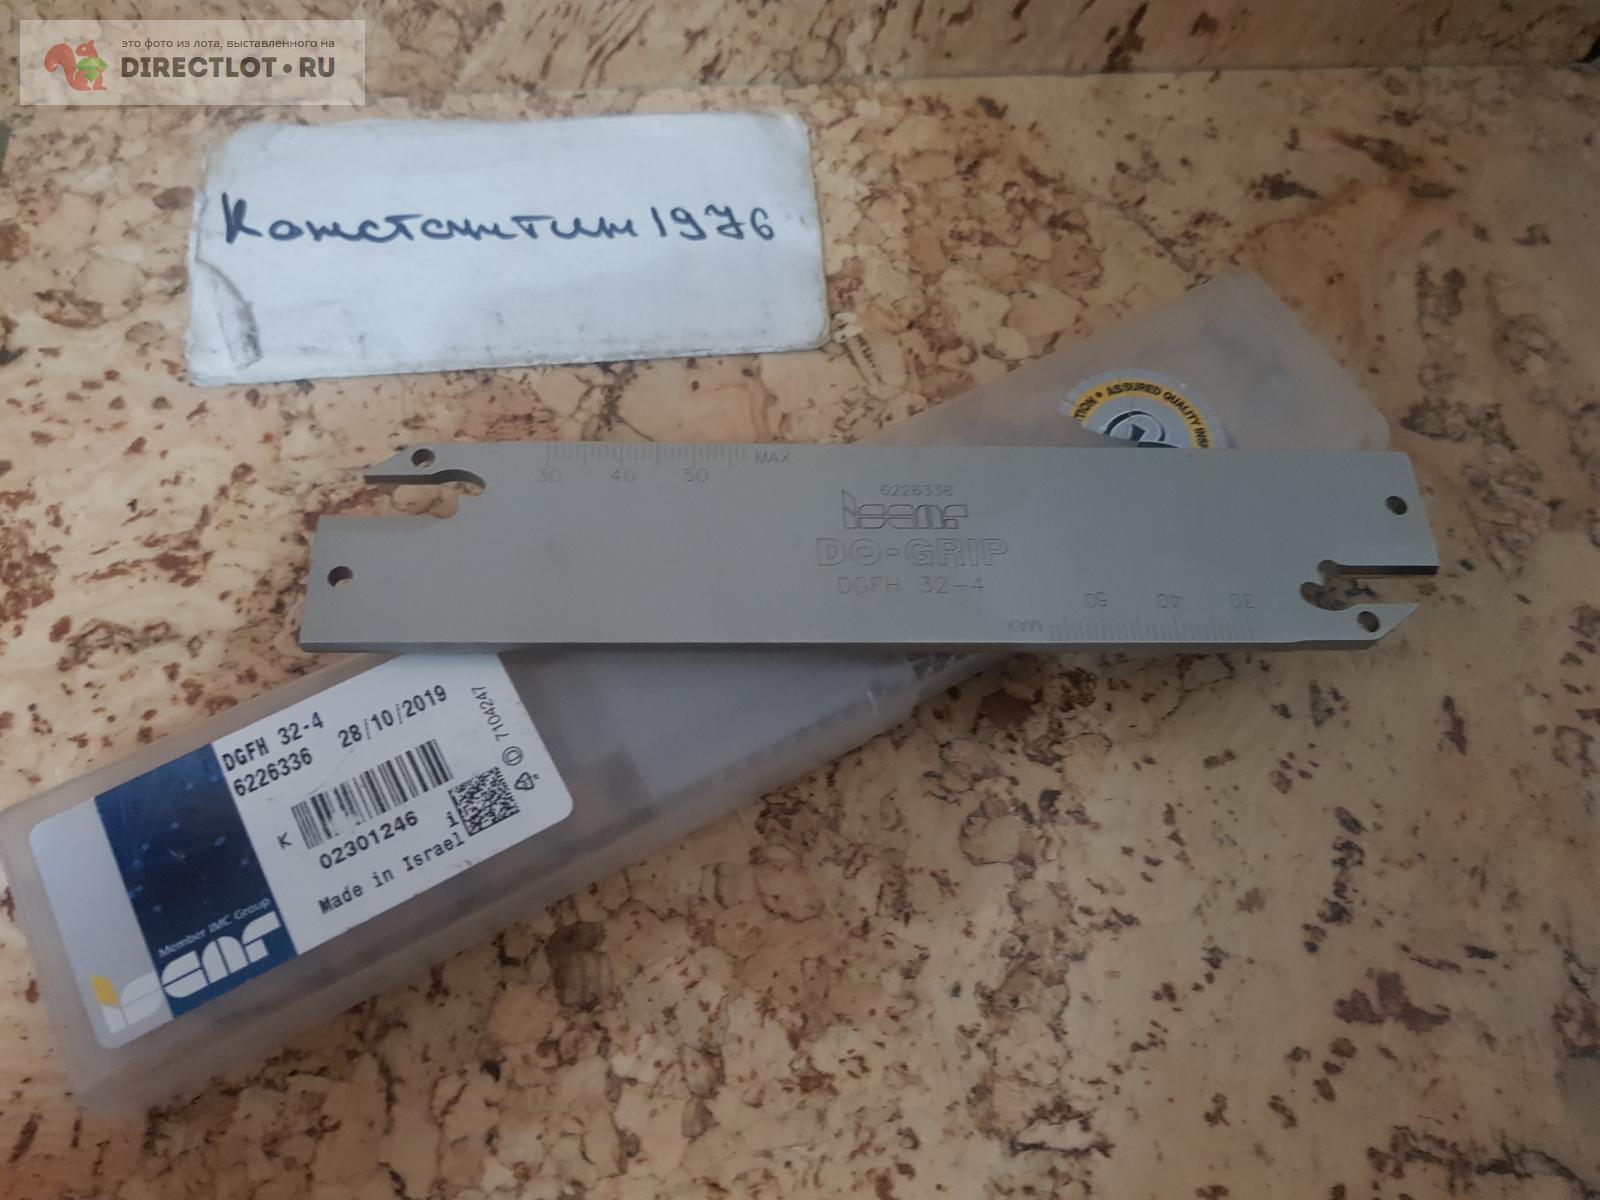 это фото из лота, выставленного на
DIRECTLOT.RU
Константин 1976
TION • ASSURED QUALITY INSP
30 40 50 MAX.
6226336
iscar
DO-GRIP
DGFH 32-4
30 40 50 MAX.
DGFH 32-4
6226336 28/10/2019
7104247
K
02301246 i
Made in Israel
Member IMC Group
iscar